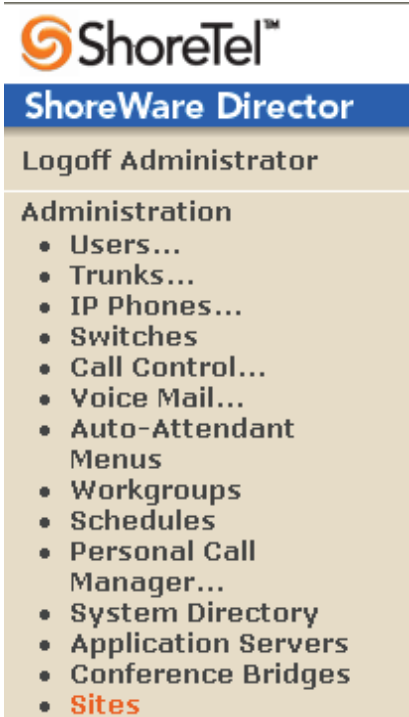 ShoreTel™
ShoreWare Director
Logoff Administrator
Administration
• Users...
• Trunks...
• IP Phones...
• Switches
• Call Control...
• Voice Mail...
• Auto-Attendant
Menus
• Workgroups
• Schedules
• Personal Call
Manager...
• System Directory
• Application Servers
• Conference Bridges
• Sites